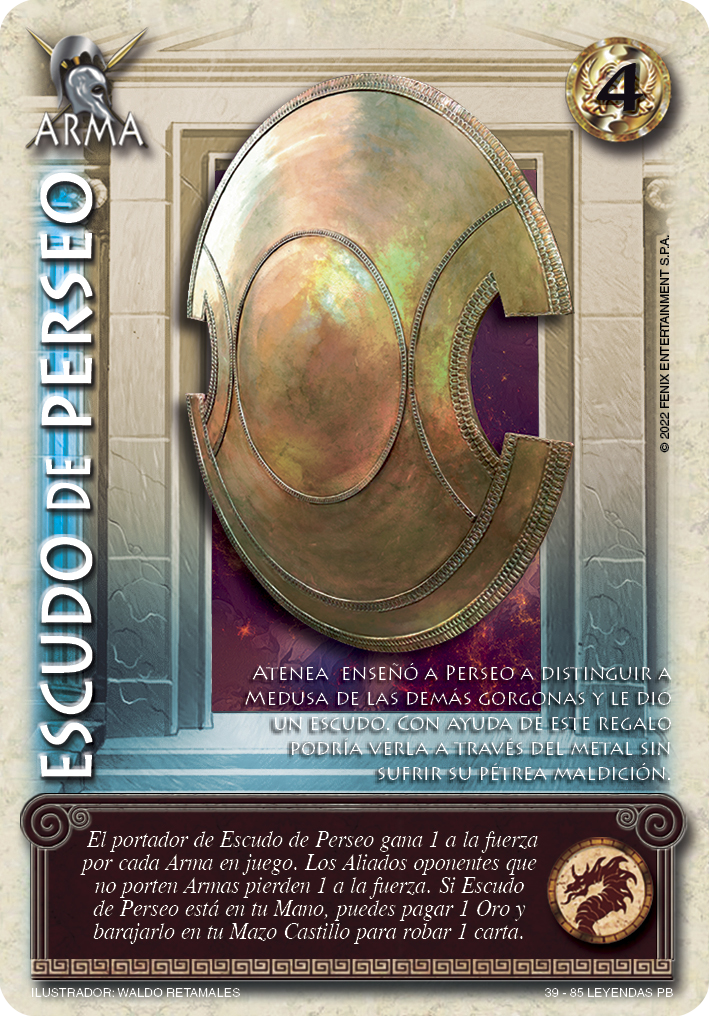 ARMA
4
ESCUDO DE PERSEO
© 2022 FENIX ENTERTAINMENT S.P.A.
ATENEA ENSEÑÓ A PERSEO A DISTINGUIR A
MEDUSA DE LAS DEMÁS GORGONAS Y LE DIO
UN ESCUDO. CON AYUDA DE ESTE REGALO
PODRÍA VERLA A TRAVÉS DEL METAL SIN
SUFRIR SU PÉTREA MALDICIÓN.
El portador de Escudo de Perseo gana 1 a la fuerza
por cada Arma en juego. Los Aliados oponentes que
no porten Armas pierden 1 a la fuerza. Si Escudo
de Perseo está en tu Mano, puedes pagar 1 Oro y
barajarlo en tu Mazo Castillo para robar 1 carta.
ILUSTRADOR: WALDO RETAMALES
39 - 85 LEYENDAS PB